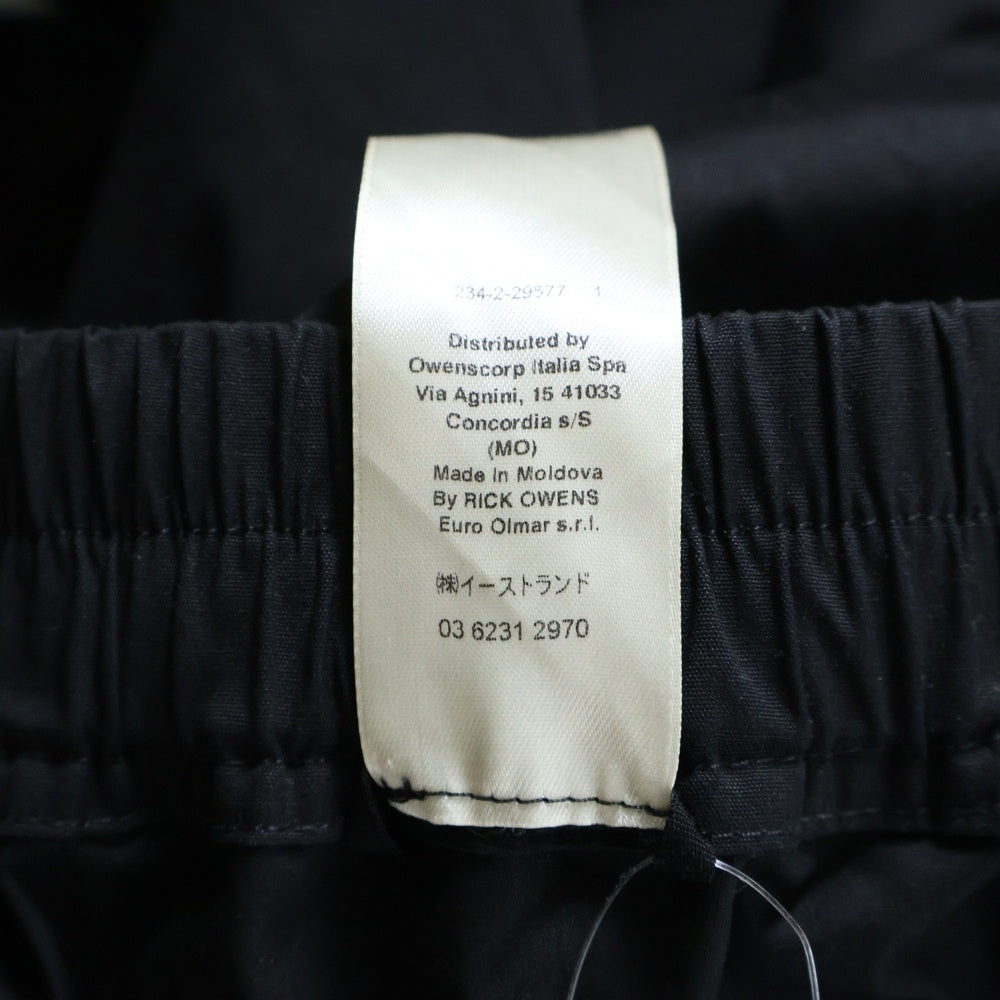 234-2-29577 1
Distributed by
Owenscorp Italia Spa
Via Agnini, 15 41033
Concordia s/S
(MO)
Made in Moldova
By RICK OWENS
Euro Olmar s.r.l.
㈱イーストランド
03 6231 2970